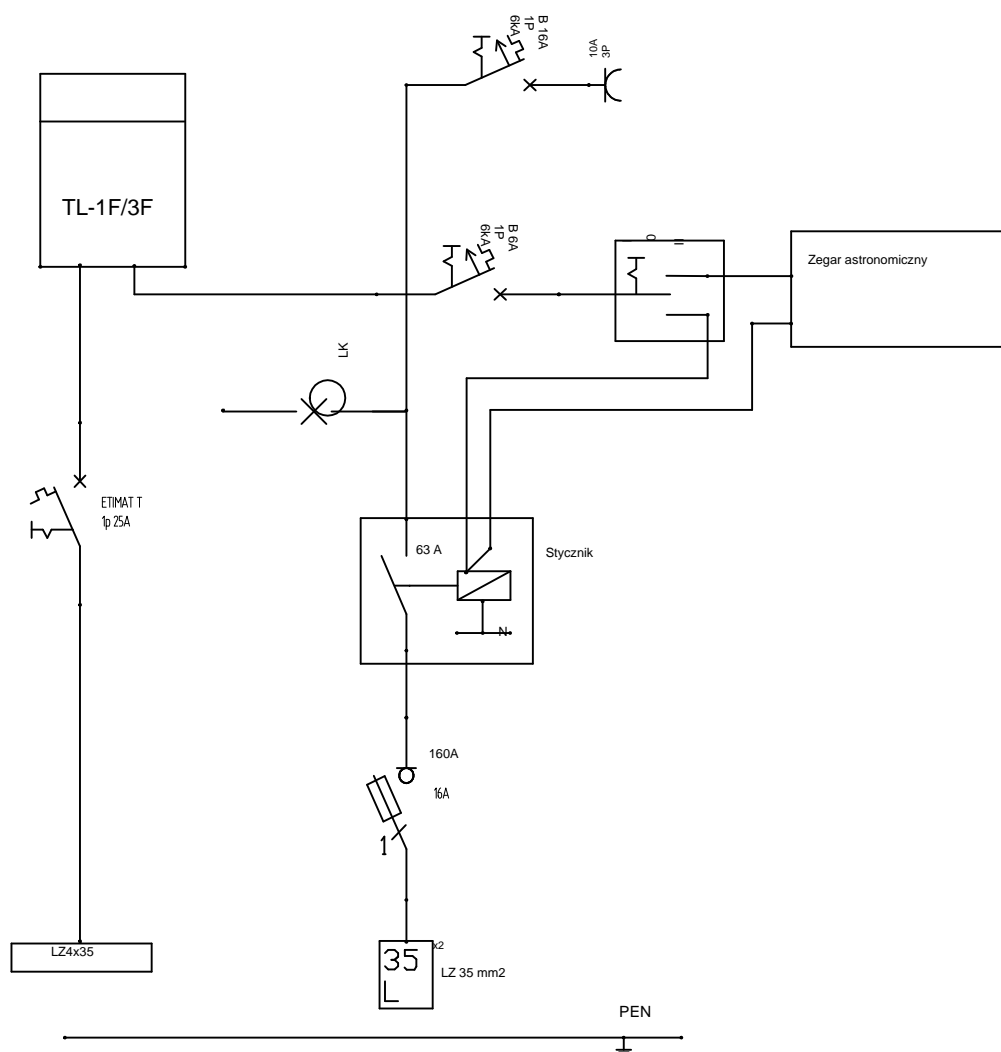 B 16A
1P
6kA
10A
3P
TL-1F/3F
B 6A
1P
6kA
I
0
II
Zegar astronomiczny
LK
ETIMAT T
1p 25A
63 A
Stycznik
N
160A
16A
1
LZ4x35
35
L
x2
LZ 35 mm2
PEN